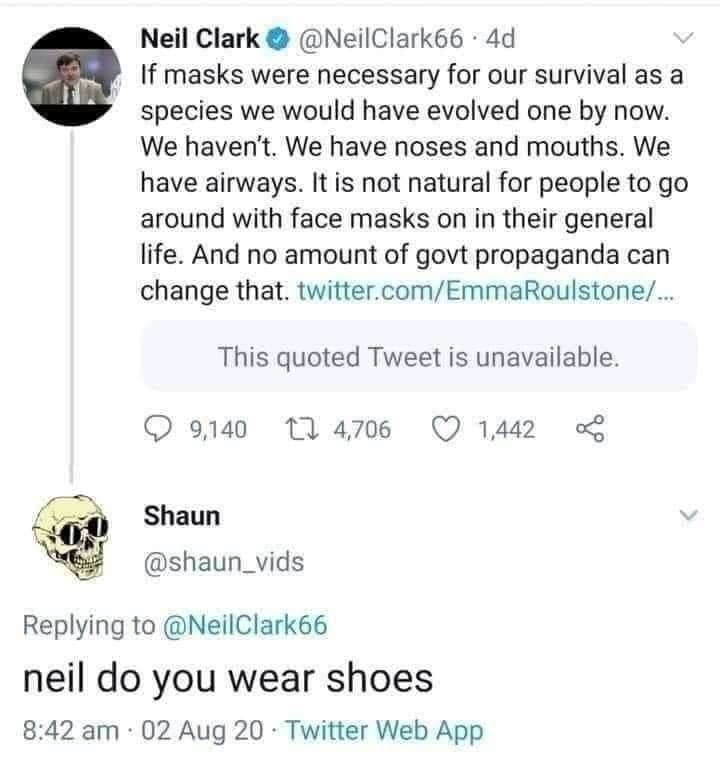 Neil Clark @NeilClark66 · 4d
If masks were necessary for our survival as a
species we would have evolved one by now.
We haven't. We have noses and mouths. We
have airways. It is not natural for people to go
around with face masks on in their general
life. And no amount of govt propaganda can
change that. twitter.com/EmmaRoulstone/...
This quoted Tweet is unavailable.
9,140 4,706 1,442
Shaun
@shaun_vids
Replying to @NeilClark66
neil do you wear shoes
8:42 am · 02 Aug 20 · Twitter Web App